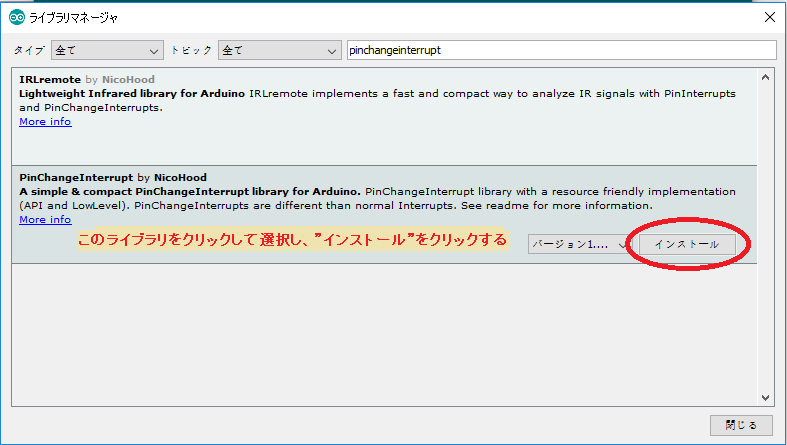 ライブラリマネージャ
タイプ 全て トピック 全て pinchangeinterrupt
IRLremote by NicoHood
Lightweight Infrared library for Arduino IRLremote implements a fast and compact way to analyze IR signals with PinInterrupts
and PinChangeInterrupts.
More info
PinChangeInterrupt by NicoHood
A simple & compact PinChangeInterrupt library for Arduino. PinChangeInterrupt library with a resource friendly implementation
(API and LowLevel). PinChangeInterrupts are different than normal Interrupts. See readme for more information.
More info
このライブラリをクリックして選択し、”インストール”をクリックする バージョン1.... インストール
閉じる